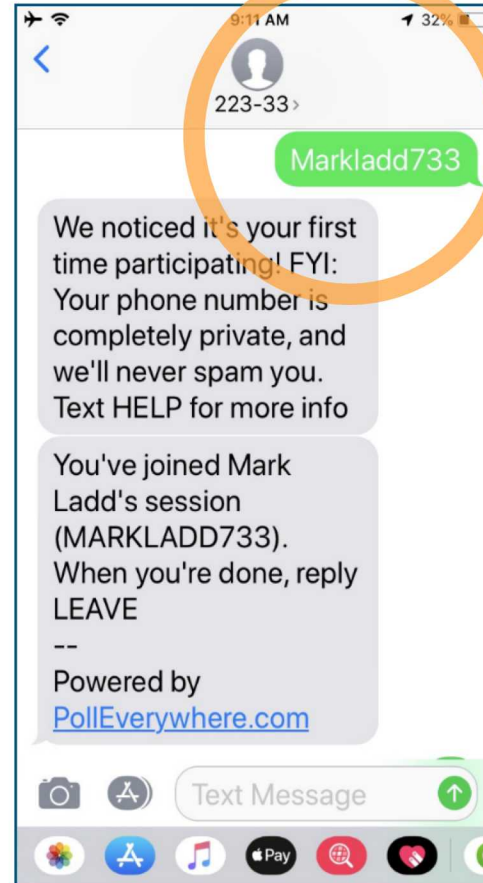 9:11 AM
32%
223-33
Markladd733
We noticed it's your first
time participating! FYI:
Your phone number is
completely private, and
we'll never spam you.
Text HELP for more info
You've joined Mark
Ladd's session
(MARKLADD733).
When you're done, reply
LEAVE
--
Powered by
PollEverywhere.com
Text Message
Pay